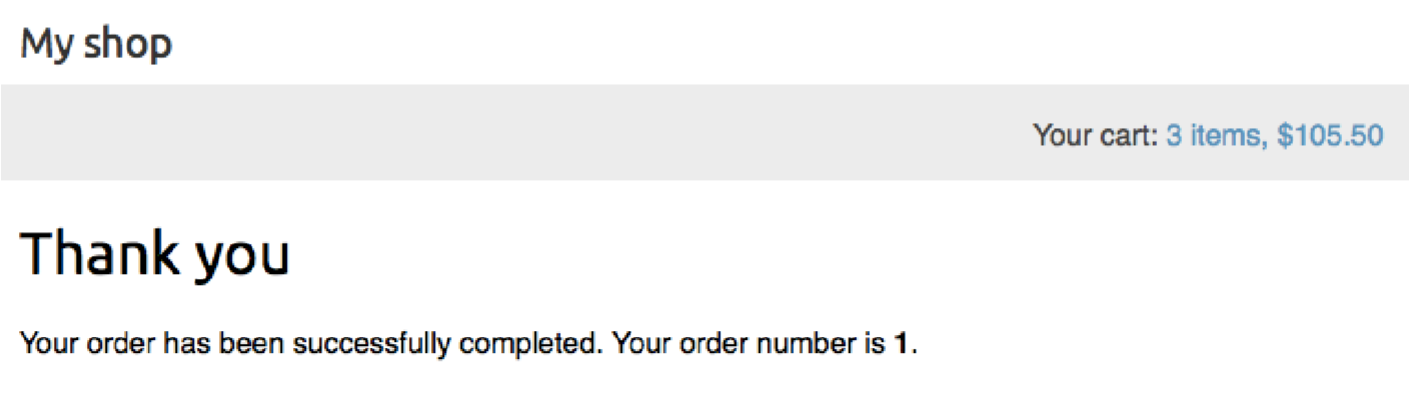 My shop
Your cart: 3 items, $105.50
Thank you
Your order has been successfully completed. Your order number is 1.